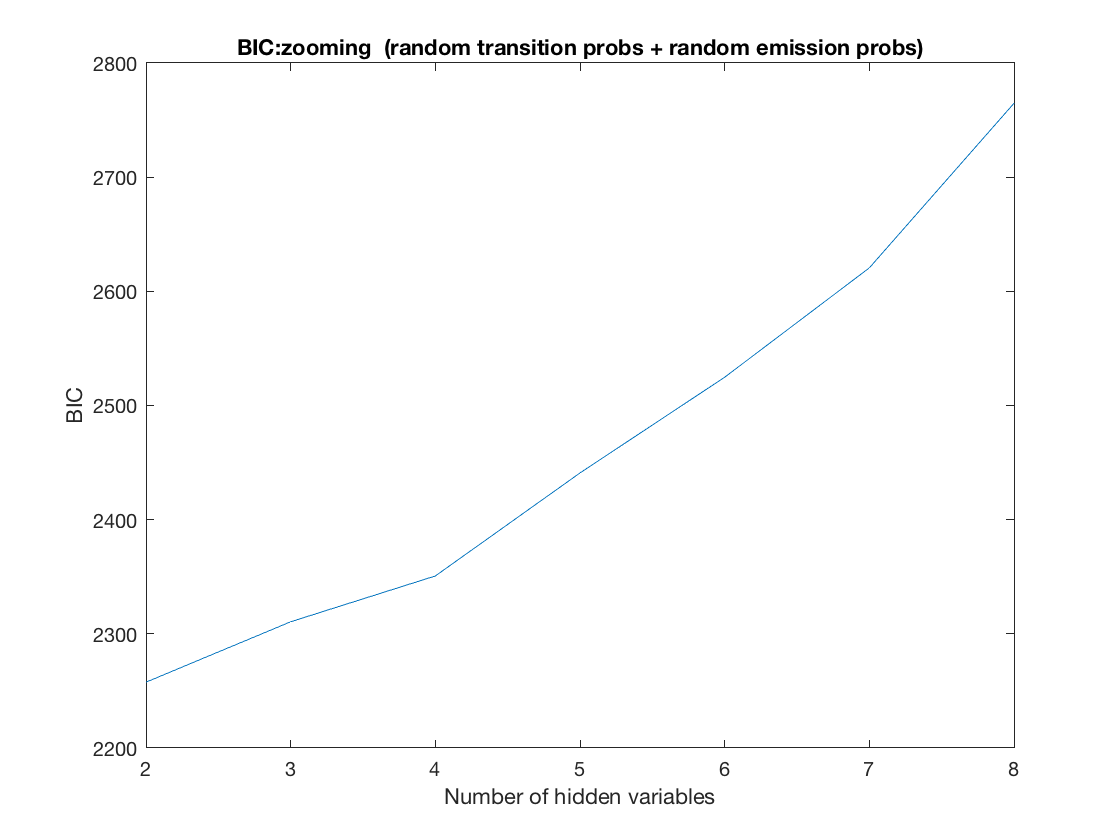 BIC:zooming  (random transition probs + random emission probs)
2800
2700
2600
2500
2400
2300
2200
BIC
2 3 4 5 6 7 8
Number of hidden variables